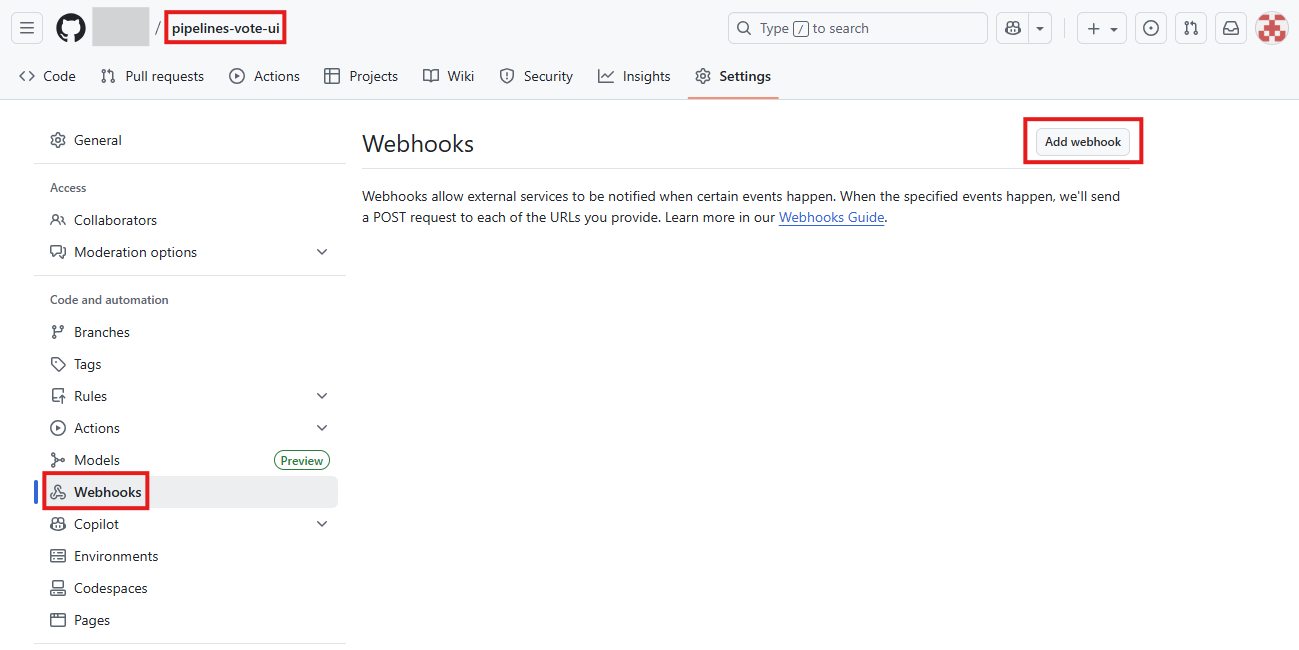 / pipelines-vote-ui
Type / to search
Code Pull requests Actions Projects Wiki Security Insights Settings
General
Access
Collaborators
Moderation options
Code and automation
Branches
Tags
Rules
Actions
Models Preview
Webhooks
Copilot
Environments
Codespaces
Pages
Webhooks
Add webhook
Webhooks allow external services to be notified when certain events happen. When the specified events happen, we'll send
a POST request to each of the URLs you provide. Learn more in our Webhooks Guide.